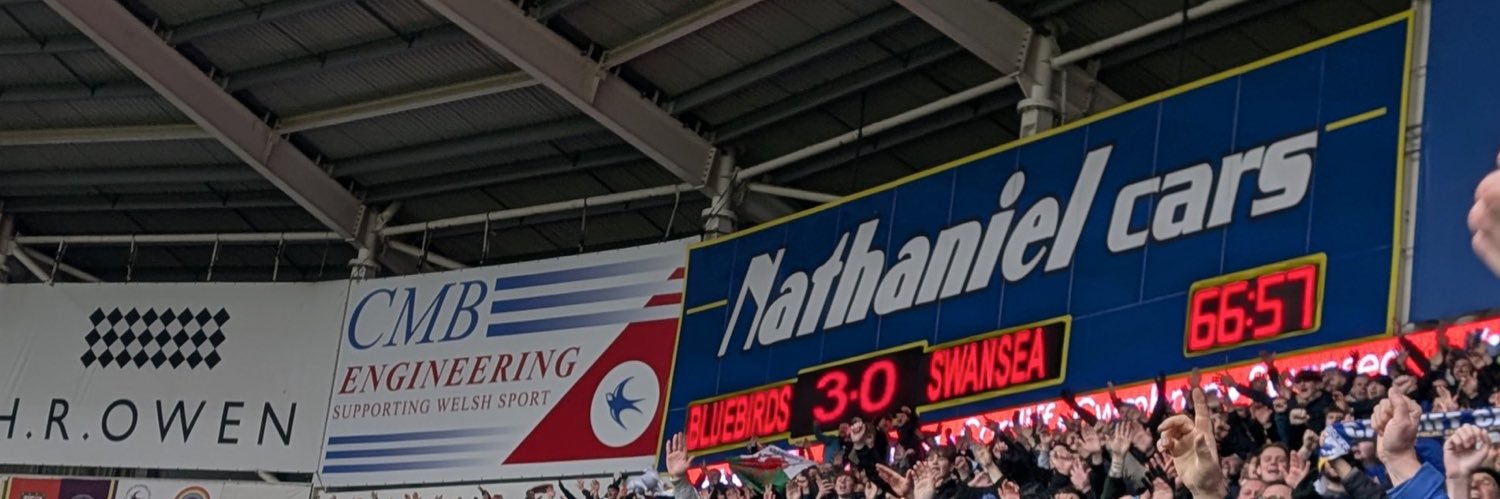 H.R.OWEN
CMB
ENGINEERING
SUPPORTING WELSH SPORT
Nathaniel cars
BLUEBIRDS 3-0 SWANSEA
66:57